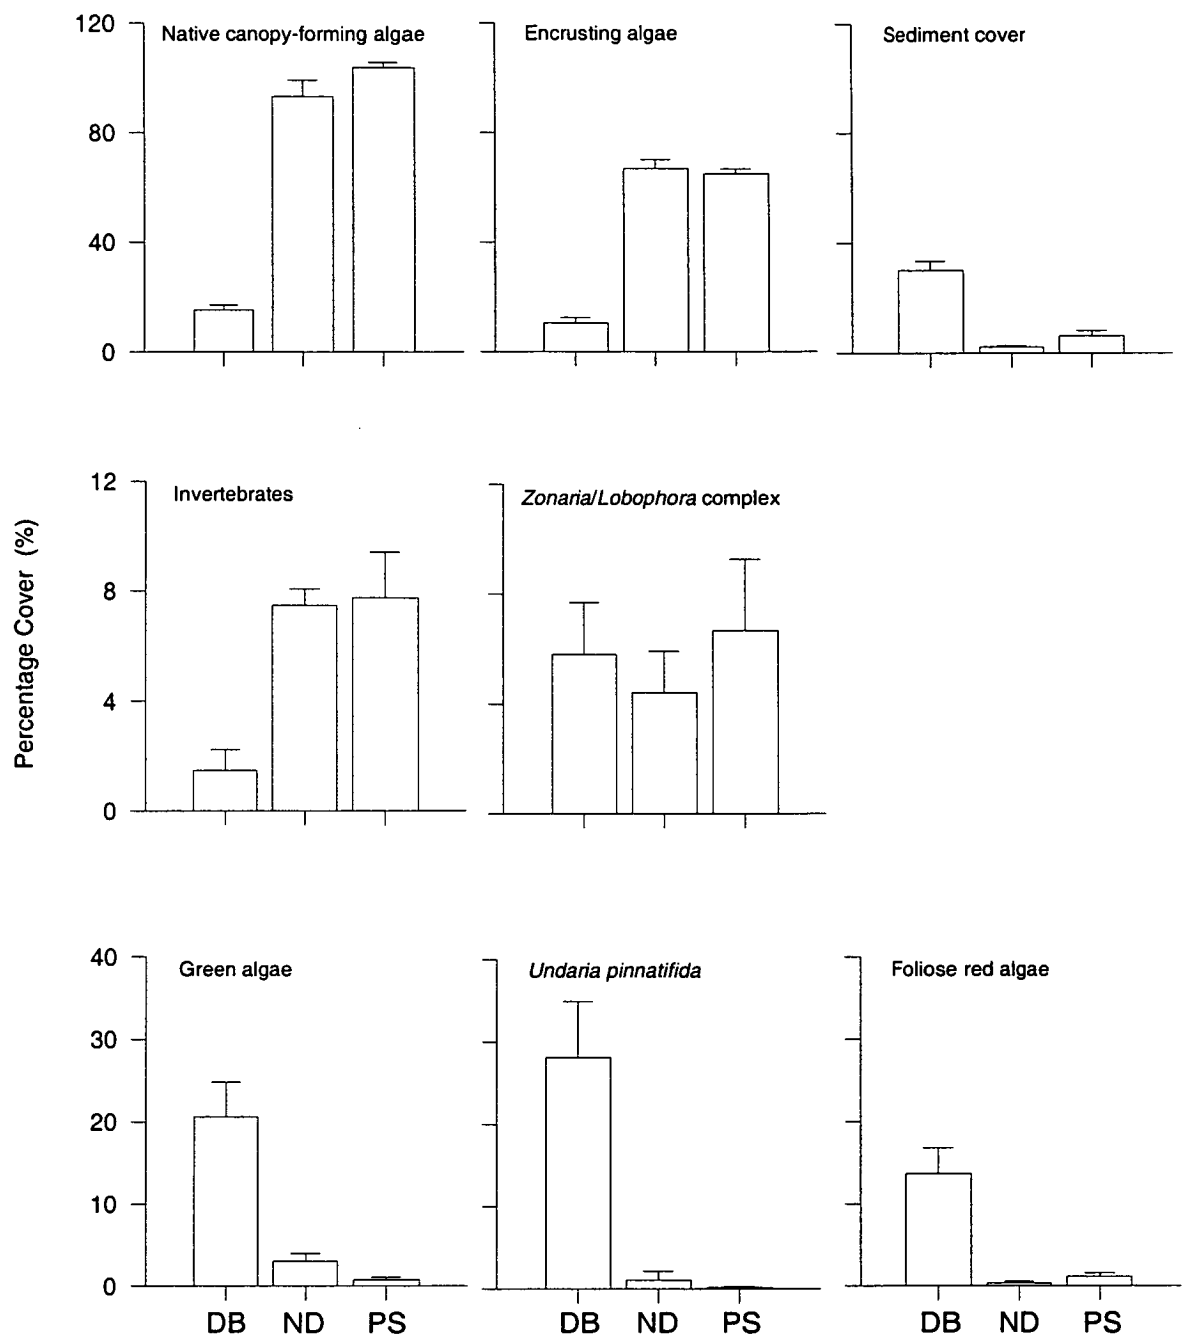 120
80
40
0
Native canopy-forming algae
Encrusting algae
Sediment cover
Percentage Cover (%)
12
8
4
0
Invertebrates
Zonaria/Lobophora complex
40
30
20
10
0
Green algae
Undaria pinnatifida
Foliose red algae
DB ND PS
DB ND PS
DB ND PS